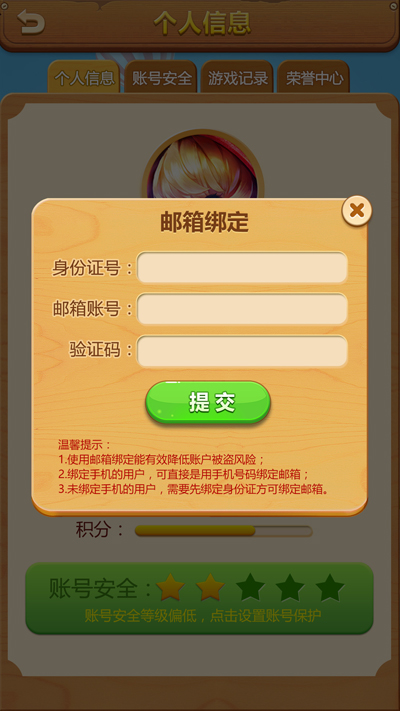 个人信息
个人信息 账号安全 游戏记录 荣誉中心
邮箱绑定
身份证号：
邮箱账号：
验证码：
提交
温馨提示：
1.使用邮箱绑定能有效降低账户被盗风险；
2.绑定手机的用户，可直接是用手机号码绑定邮箱；
3.未绑定手机的用户，需要先绑定身份证方可绑定邮箱。
积分：
账号安全：
账号安全等级偏低，点击设置账号保护